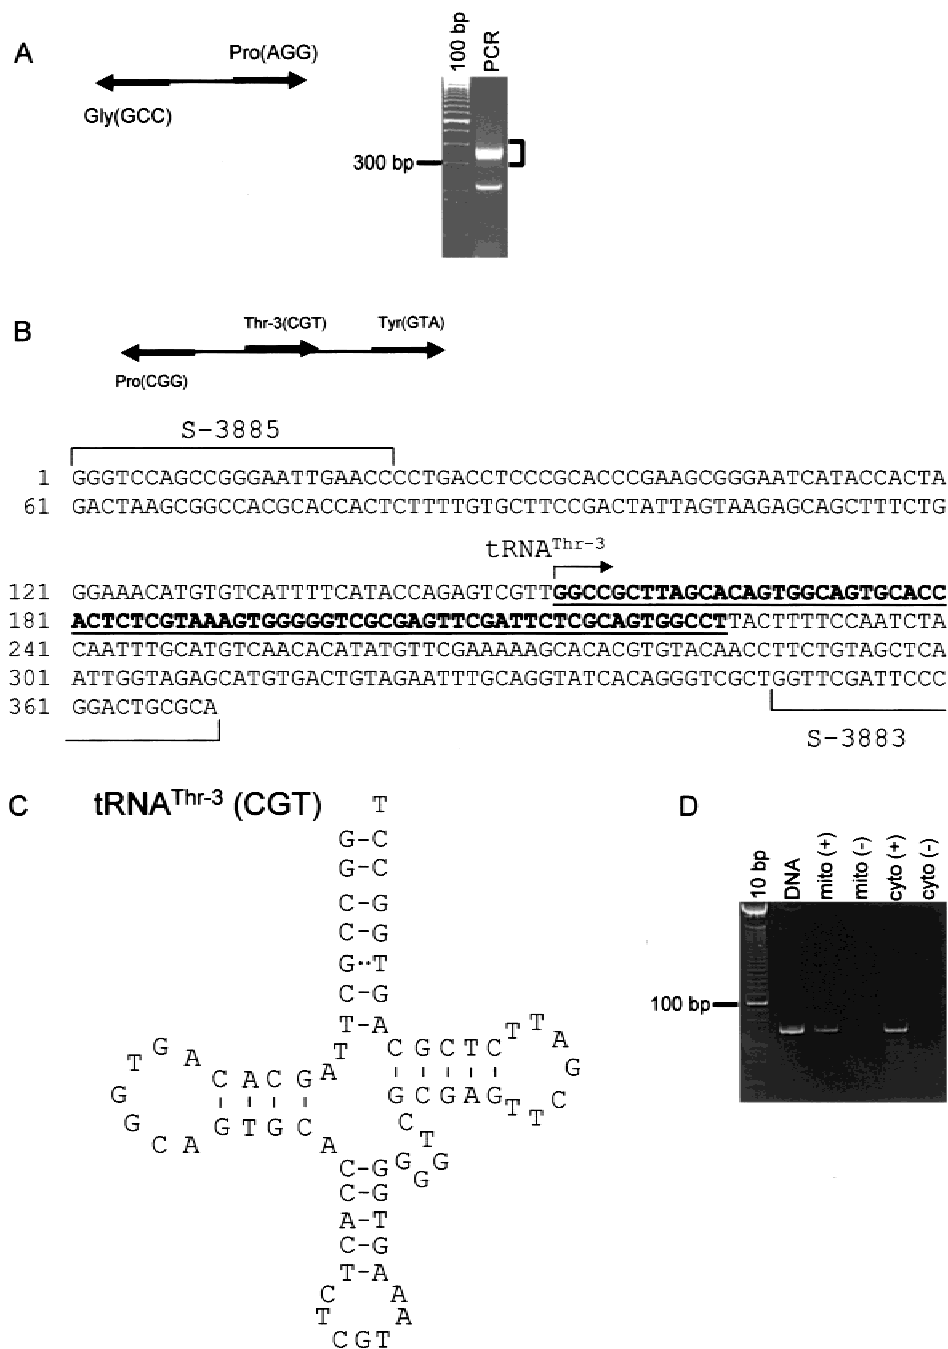 A
Pro(AGG)
Gly(GCC)
100 bp
PCR
300 bp
B
Thr-3(CGT)
Tyr(GTA)
Pro(CGG)
S-3885
1 GGGTCCAGCCGGGAATTGAACCCCTGACCTCCCGCACCCGAAGCGGGAATCATACCACTA
61 GACTAAGCGGCCACGCACCACTCTTTTGTGCTTCCGACTATTAGTAAGAGCAGCTTTCTG
tRNAThr-3
121 GGAAACATGTGTCATTTTCATACCAGAGTCGTTGGCCGCTTAGCACAGTGGCAGTGCACC
181 ACTCTCGTAAAGTGGGGGTCGCGAGTTCGATTCTCGCAGTGGCCTTACTTTTCCAATCTA
241 CAATTTGCATGTCAACACATATGTTCGAAAAAGCACACGTGTACAACCTTCTGTAGCTCA
301 ATTGGTAGAGCATGTGACTGTAGAATTTGCAGGTATCACAGGGTCGCTGGTTCGATTCCC
361 GGACTGCGCA
S-3883
C
tRNAThr-3 (CGT)
T
G-C
G-C
C G
C-G
G··T
C-G
T-A
T A
G A C A C G
T
G
G
C A G T G C
A
C G C T C
G C G A G
T T A G C T T T
C T G G G
C-G
C-G
A-T
C-G
T-A
C A
T A
C G T
D
10 bp
DNA
mito (+)
mito (-)
cyto (+)
cyto (-)
100 bp